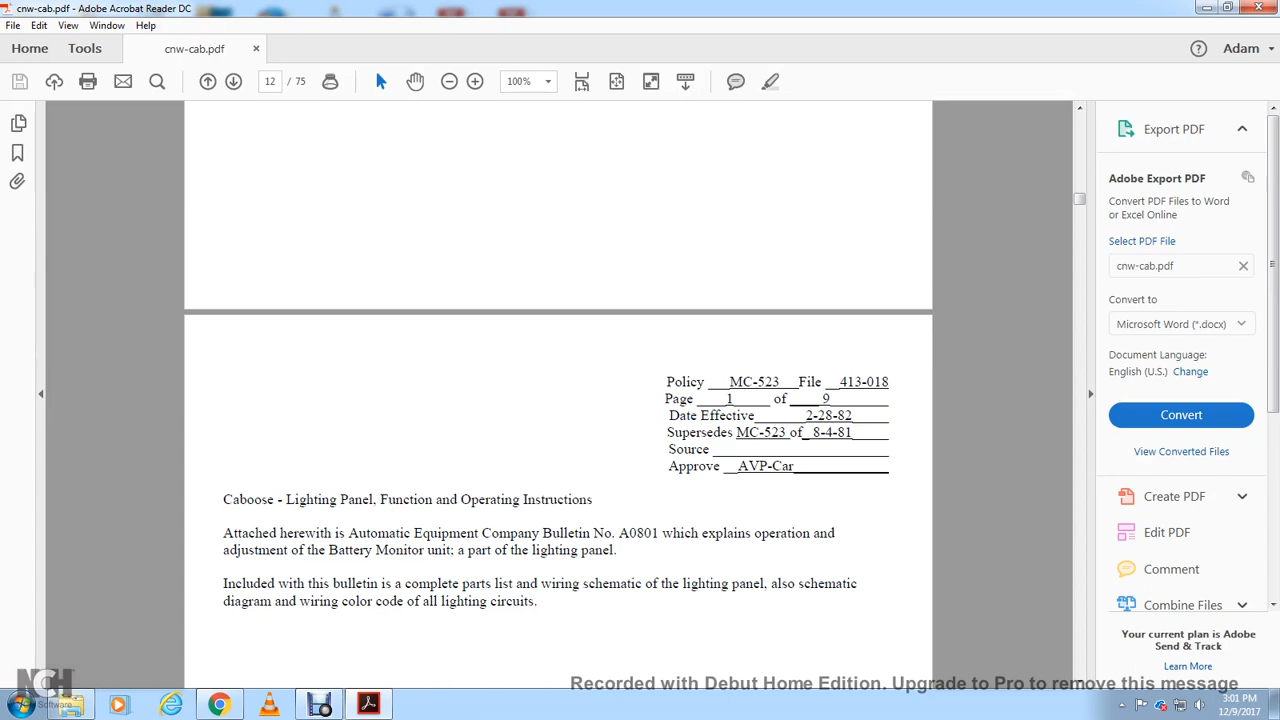 cnw-cab.pdf - Adobe Acrobat Reader DC
File Edit View Window Help
Home Tools cnw-cab.pdf × Adam
12 / 75 100%
Policy MC-523 File 413-018
Page 1 of 9
Date Effective 2-28-82
Supersedes MC-523 of 8-4-81
Source
Approve AVP-Car
Caboose - Lighting Panel, Function and Operating Instructions
Attached herewith is Automatic Equipment Company Bulletin No. A0801 which explains operation and
adjustment of the Battery Monitor unit; a part of the lighting panel.
Included with this bulletin is a complete parts list and wiring schematic of the lighting panel, also schematic
diagram and wiring color code of all lighting circuits.
Export PDF
Adobe Export PDF
Convert PDF Files to Word
or Excel Online
Select PDF File
cnw-cab.pdf
Convert to
Microsoft Word (*.docx)
Document Language:
English (U.S.) Change
Convert
View Converted Files
Create PDF
Edit PDF
Comment
Combine Files
Your current plan is Adobe
Send & Track
Learn More
NCH
Software
Recorded with Debut Home Edition. Upgrade to Pro to remove this message
3:01 PM
12/9/2017